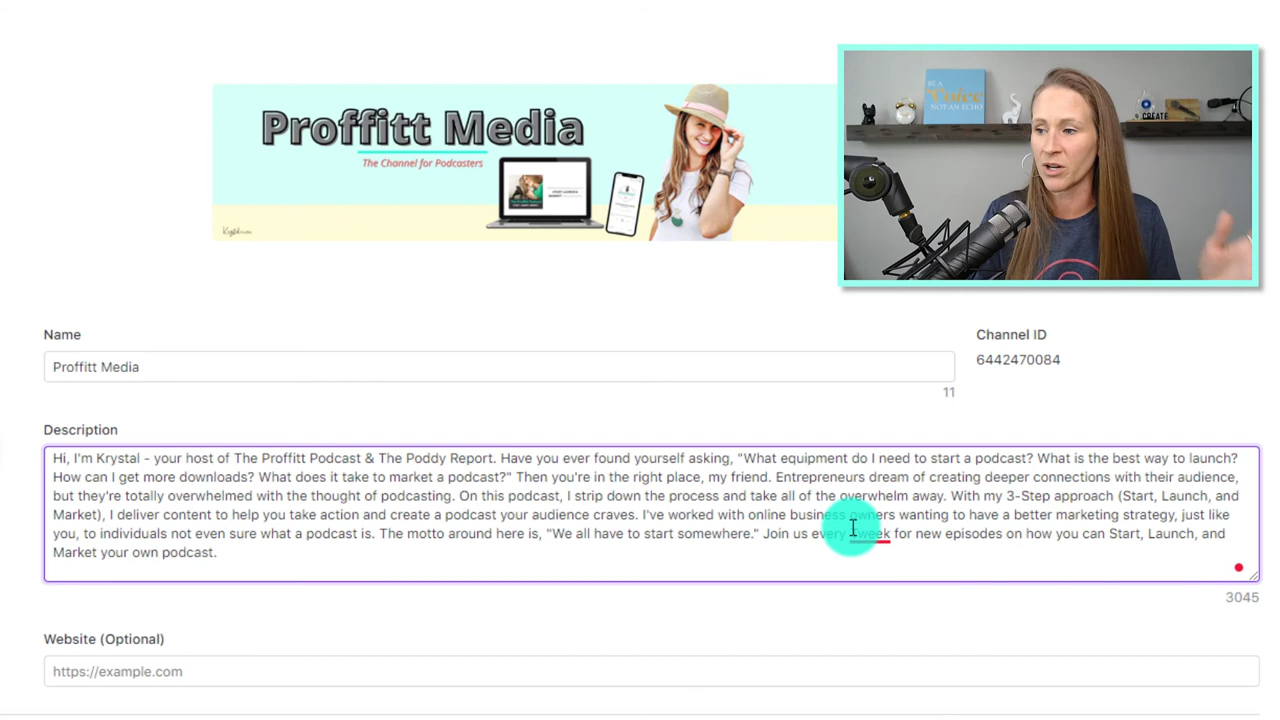 BE A
Voice
NOT AN ECHO
CREATE
Proffitt Media
The Channel for Podcasters
Name
Channel ID
Proffitt Media
6442470084
11
Description
Hi, I'm Krystal - your host of The Proffitt Podcast & The Poddy Report. Have you ever found yourself asking, "What equipment do I need to start a podcast? What is the best way to launch?
How can I get more downloads? What does it take to market a podcast?" Then you're in the right place, my friend. Entrepreneurs dream of creating deeper connections with their audience,
but they're totally overwhelmed with the thought of podcasting. On this podcast, I strip down the process and take all of the overwhelm away. With my 3-Step approach (Start, Launch, and
Market), I deliver content to help you take action and create a podcast your audience craves. I've worked with online business owners wanting to have a better marketing strategy, just like
you, to individuals not even sure what a podcast is. The motto around here is, "We all have to start somewhere." Join us every week for new episodes on how you can Start, Launch, and
Market your own podcast.
3045
Website (Optional)
https://example.com